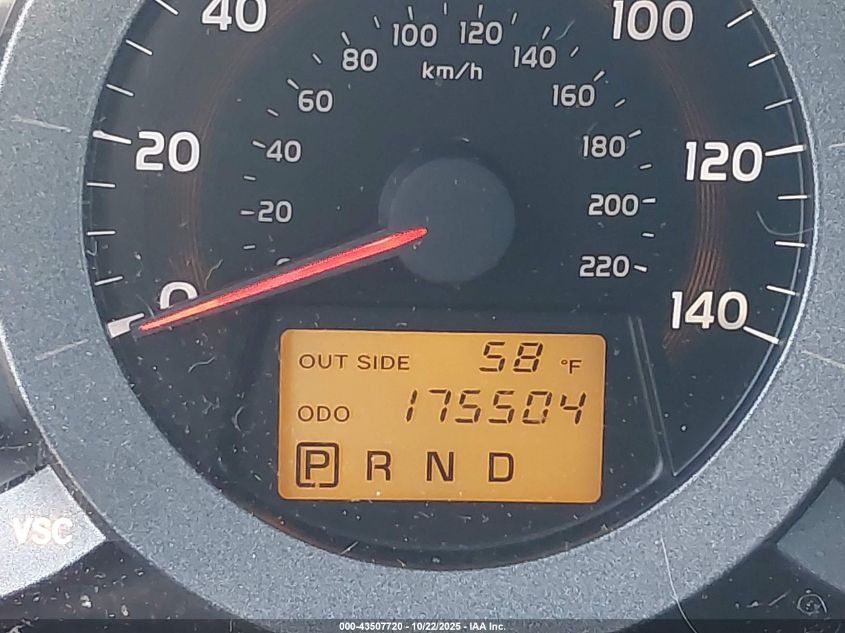 40 100
100 120
80 140
km/h
60 160
20 40 180 120
20 200
220
0 140
OUT SIDE 58 °F
ODO 175504
P R N D
VSC
000-43507720 - 10/22/2025 - IAA Inc.